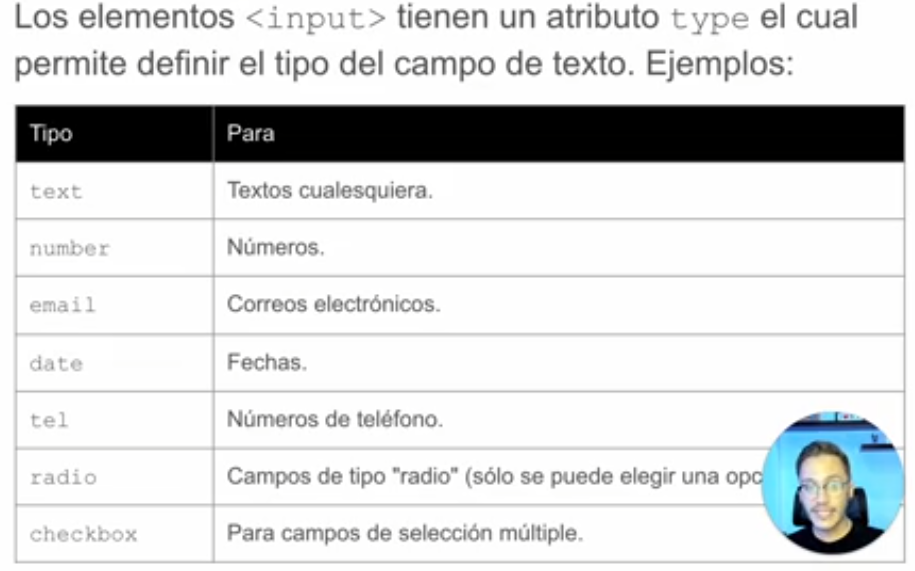 Los elementos <input> tienen un atributo type el cual
permite definir el tipo del campo de texto. Ejemplos:
Tipo Para
text Textos cualesquiera.
number Números.
email Correos electrónicos.
date Fechas.
tel Números de teléfono.
radio Campos de tipo "radio" (sólo se puede elegir una
checkbox Para campos de selección múltiple.